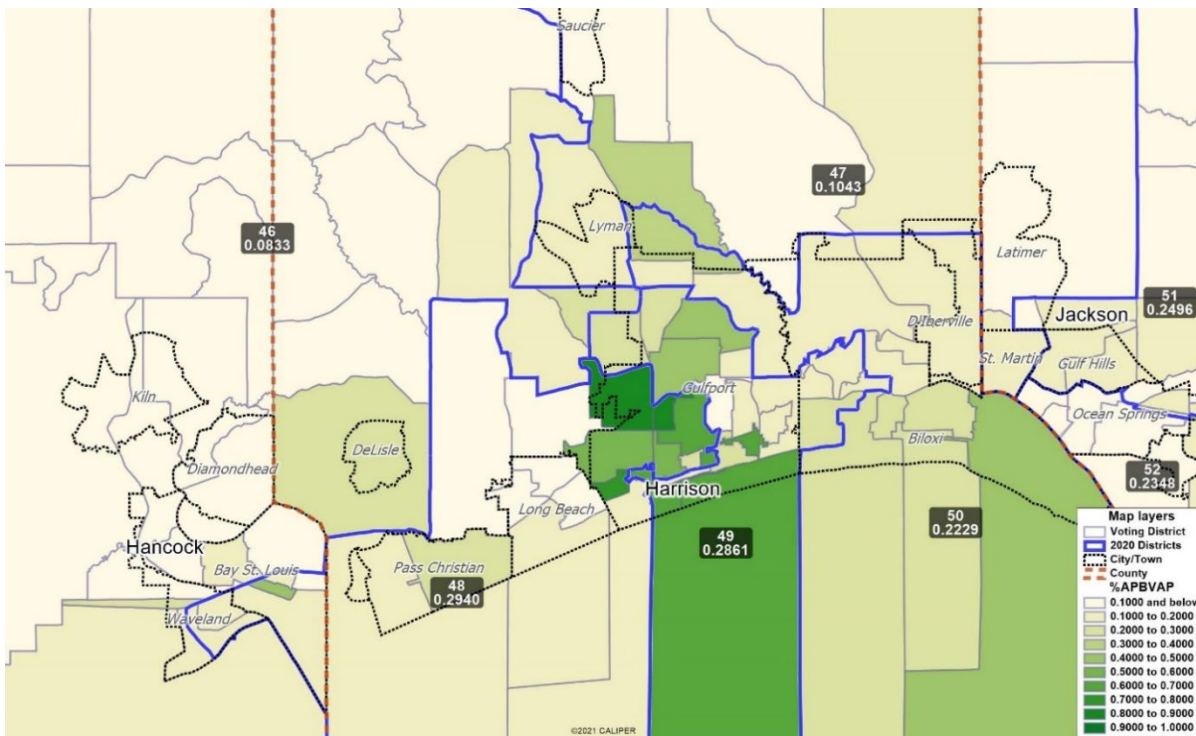 Saucier
47
0.1043
46
0.0833
Lyman
Latimer
51
0.2496
Jackson
D'Iberville
St. Martin
Gulf Hills
Kiln
Gulfport
Ocean Springs
DeLisle
Diamondhead
Biloxi
52
0.2348
Long Beach
Harrison
Hancock
50
0.2229
49
0.2861
Bay St. Louis
Pass Christian
48
0.2940
Waveland
Map layers
Voting District
2020 Districts
City/Town
County
%APBVAP
0.1000 and below
0.1000 to 0.2000
0.2000 to 0.3000
0.3000 to 0.4000
0.4000 to 0.5000
0.5000 to 0.6000
0.6000 to 0.7000
0.7000 to 0.8000
0.8000 to 0.9000
0.9000 to 1.0000
©2021 CALIPER